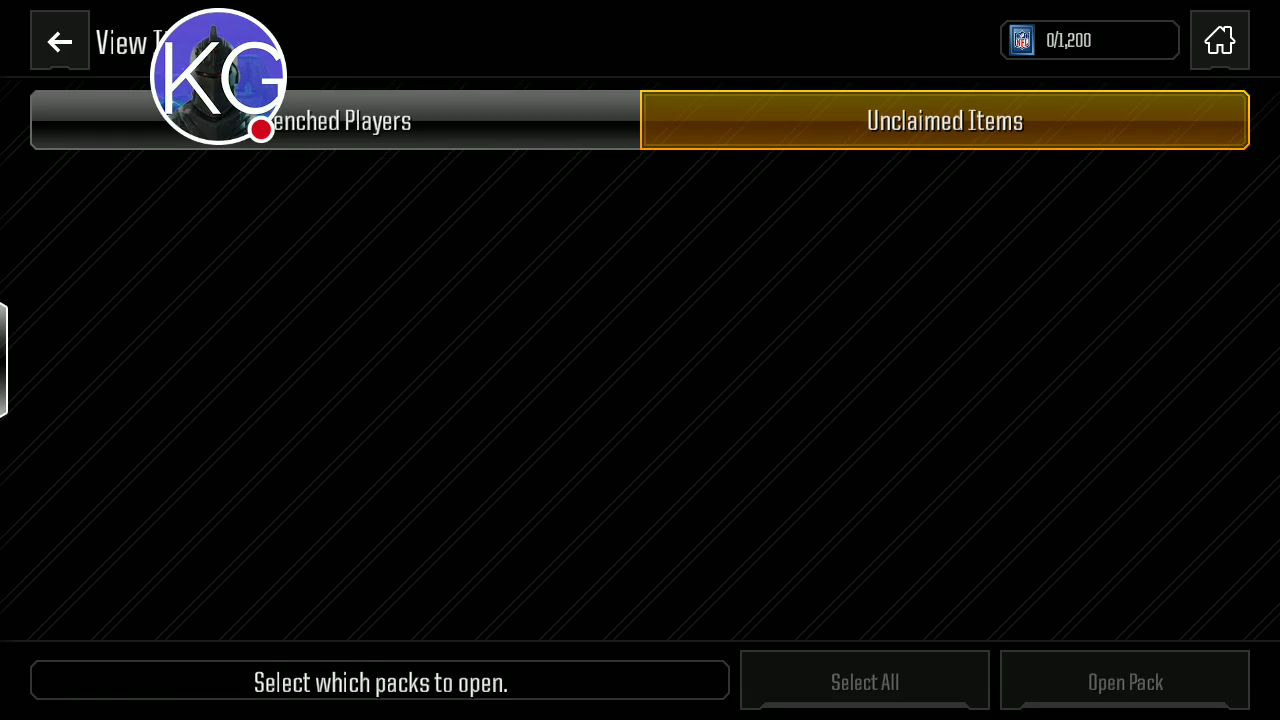 View
KG
0/1,200
enched Players
Unclaimed Items
Select which packs to open.
Select All
Open Pack